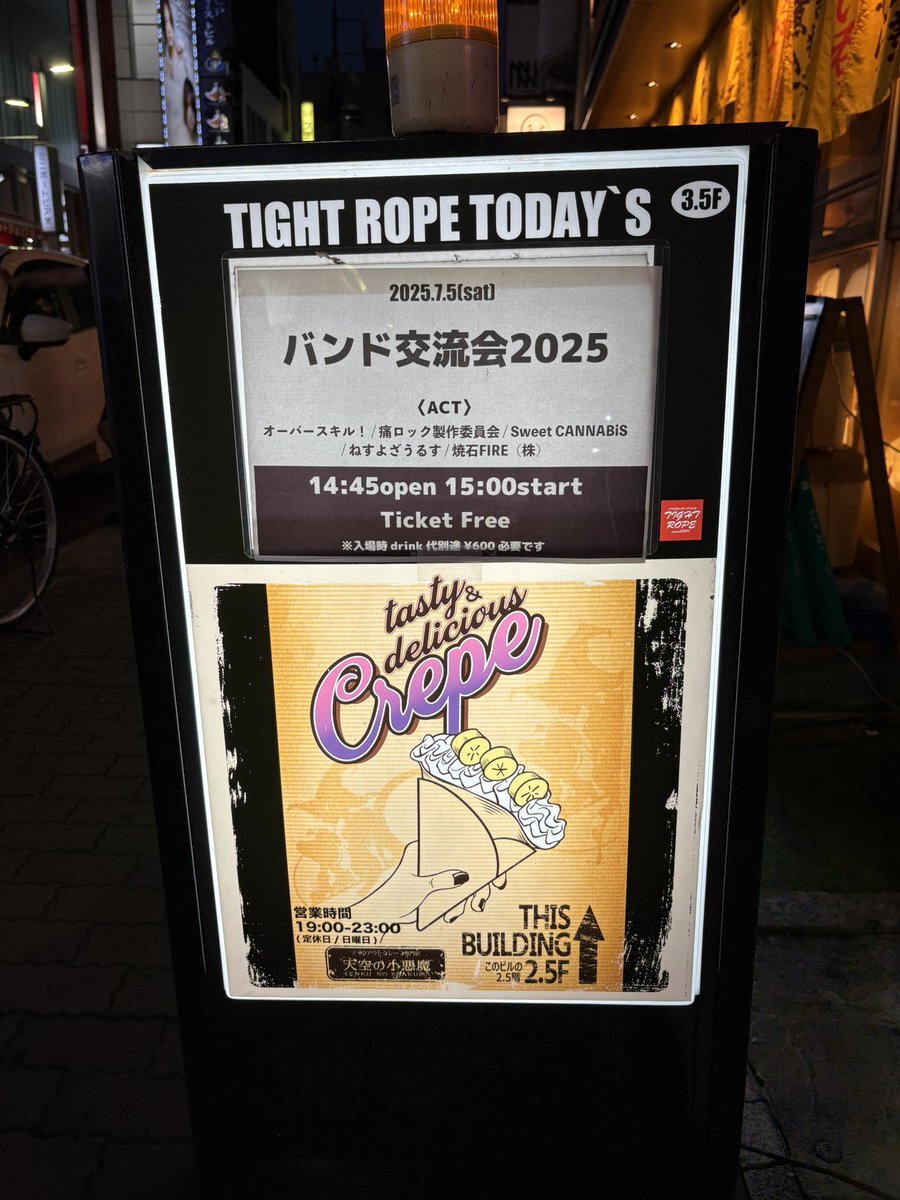 TIGHT ROPE TODAY`S
3.5F
2025.7.5(sat)
バンド交流会2025
〈ACT〉
オーバースキル！/痛ロック製作委員会/Sweet CANNABiS
/ねすよざうるす/焼石FIRE（株）
14:45open 15:00start
Ticket Free
※入場時 drink 代別途 ¥600 必要です
TIGHT
ROPE
tasty&
delicious
Crepe
営業時間
19:00-23:00
(定休日/日曜日)
天空の小悪魔
THIS
BUILDING
このビルの
2.5階
2.5F